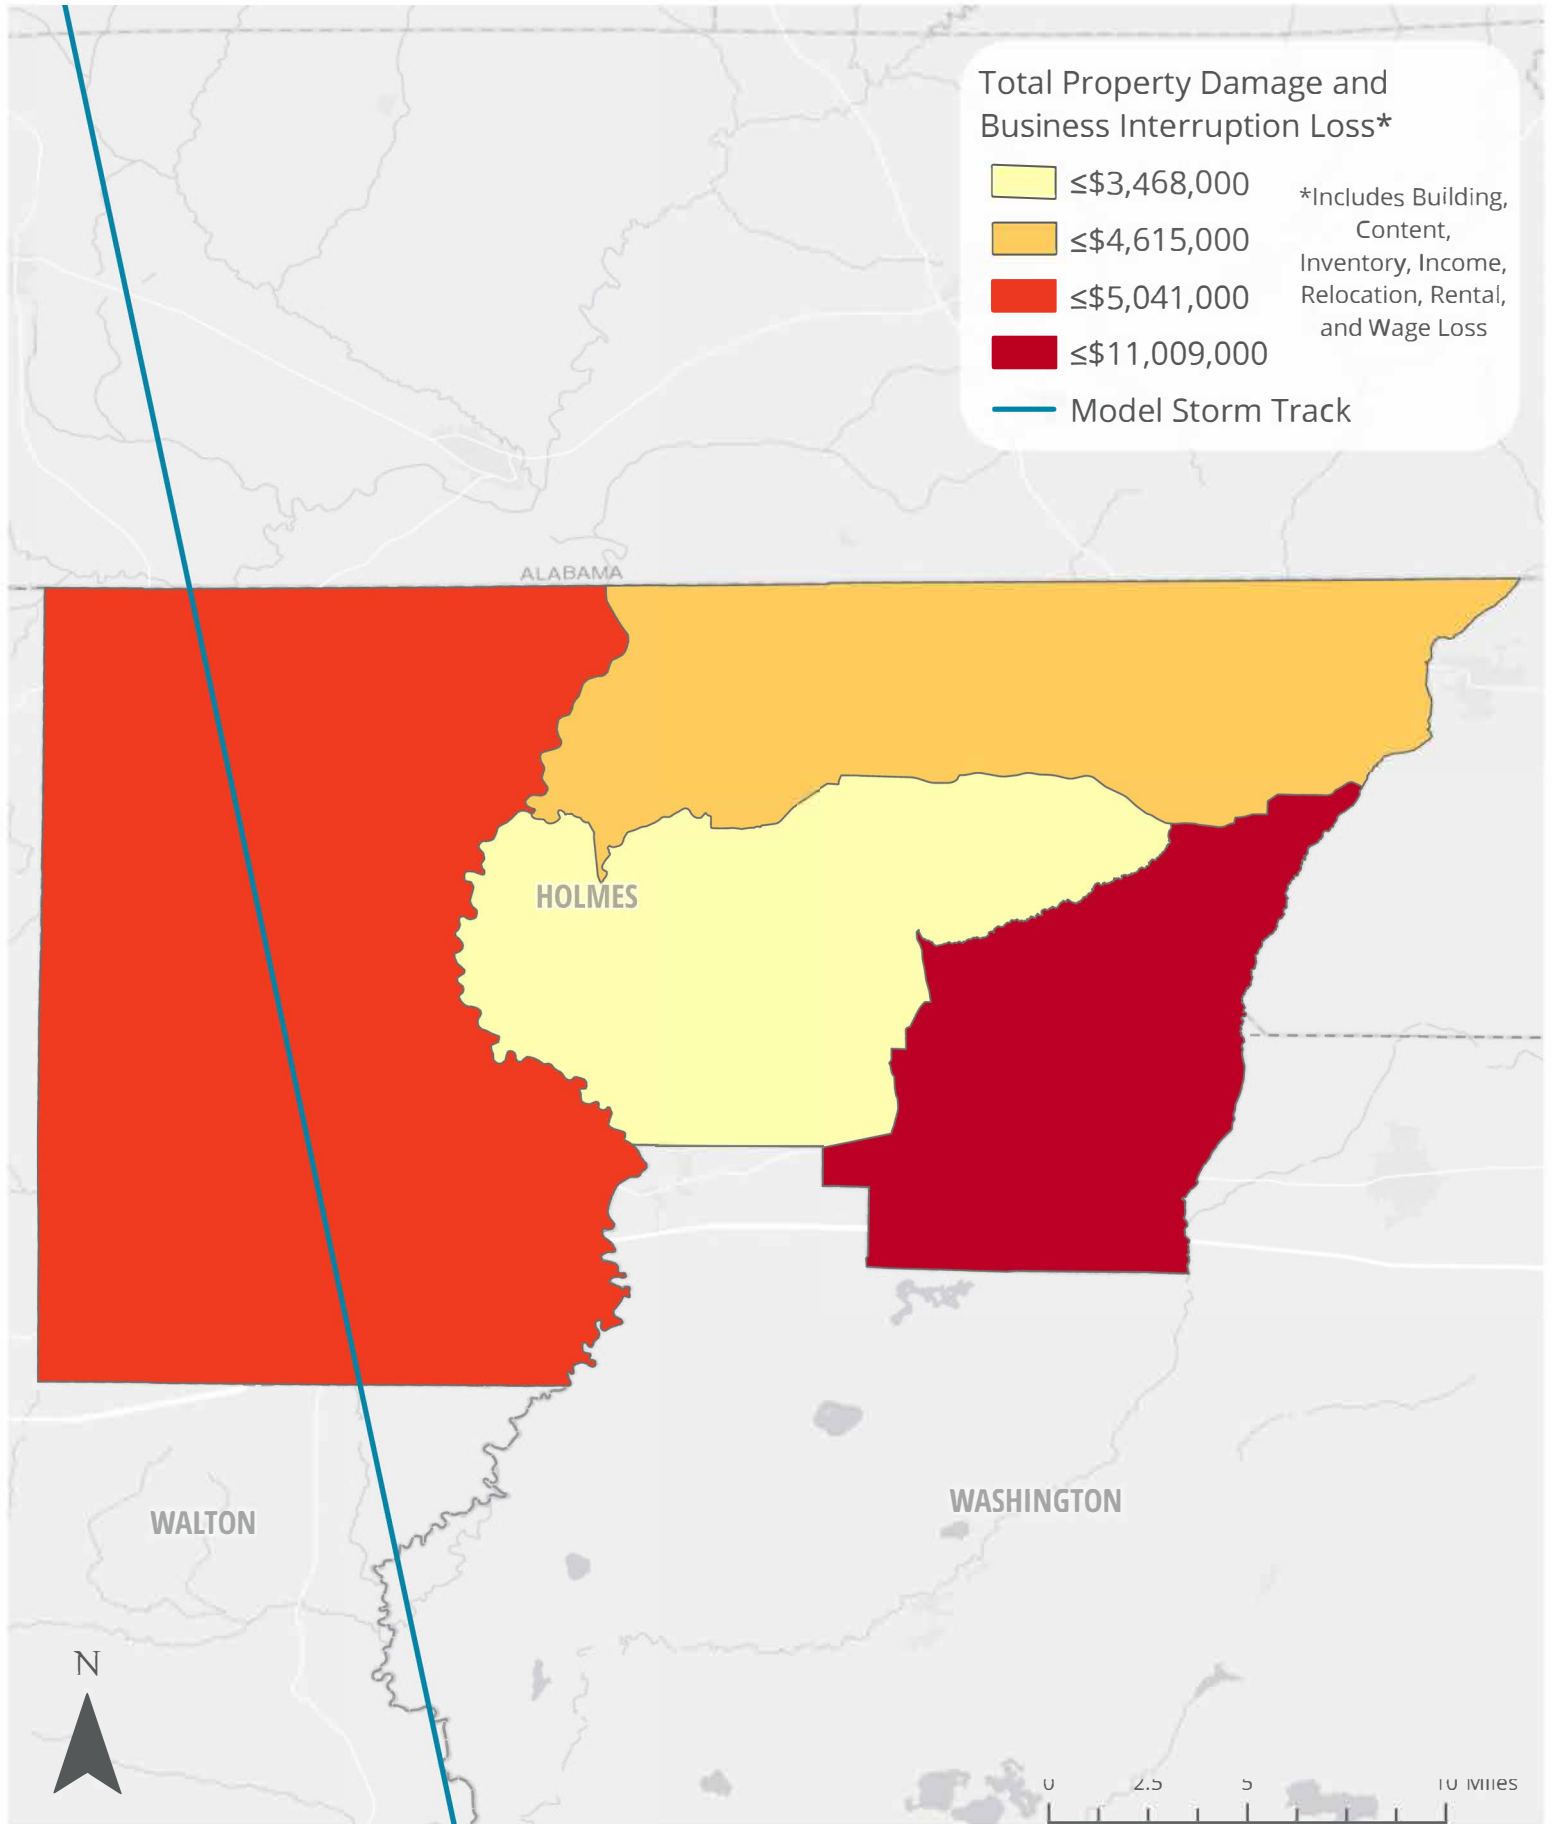 Total Property Damage and
Business Interruption Loss*
≤$3,468,000
≤$4,615,000
≤$5,041,000
≤$11,009,000
Model Storm Track
*Includes Building,
Content,
Inventory, Income,
Relocation, Rental,
and Wage Loss
ALABAMA
HOLMES
WASHINGTON
WALTON
N
0 2.5 5 10 Miles